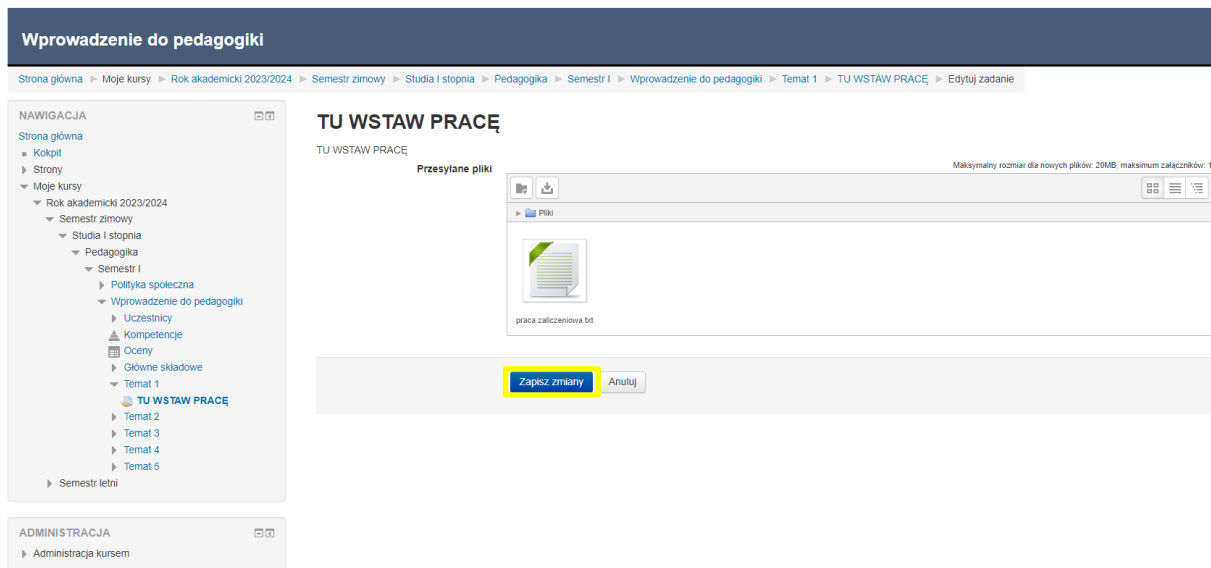 Wprowadzenie do pedagogiki
Strona główna Moje kursy Rok akademicki 2023/2024 Semestr zimowy Studia I stopnia Pedagogika Semestr I Wprowadzenie do pedagogiki Temat 1 TU WSTAW PRACĘ Edytuj zadanie
NAWIGACJA
Strona główna
Kokpit
Strony
Moje kursy
Rok akademicki 2023/2024
Semestr zimowy
Studia I stopnia
Pedagogika
Semestr I
Polityka społeczna
Wprowadzenie do pedagogiki
Uczestnicy
Kompetencje
Oceny
Główne składowe
Temat 1
TU WSTAW PRACĘ
Temat 2
Temat 3
Temat 4
Temat 5
Semestr letni
ADMINISTRACJA
Administracja kursem
TU WSTAW PRACĘ
TU WSTAW PRACĘ
Przesyłane pliki
Maksymalny rozmiar dla nowych plików: 20MB, maksimum załączników: 1
Pliki
praca zaliczeniowa.txt
Zapisz zmiany Anuluj